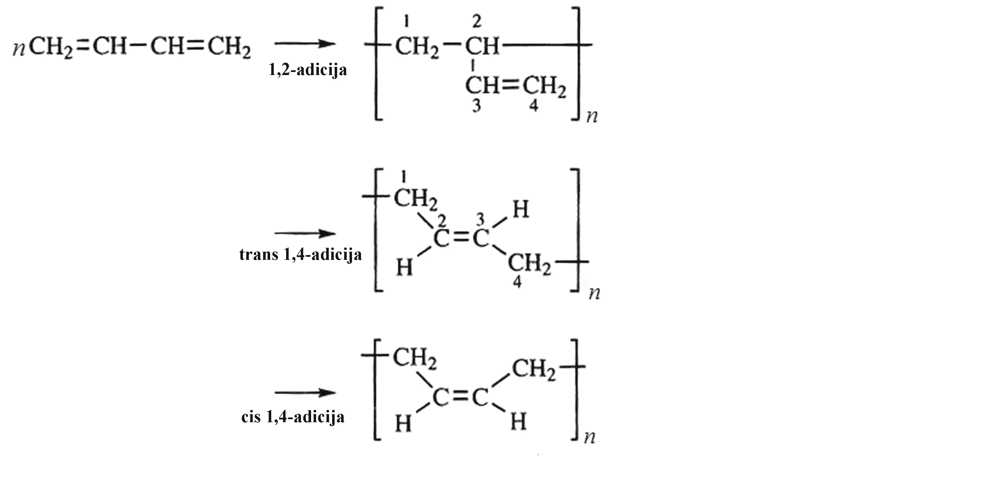 1 2
nCH₂=CH–CH=CH₂ CH₂–CH
1,2-adicija
CH=CH₂
3 4
n
1
CH₂
H
2 3
C=C
trans 1,4-adicija
H
CH₂
4
n
CH₂
CH₂
C=C
cis 1,4-adicija
H H
n